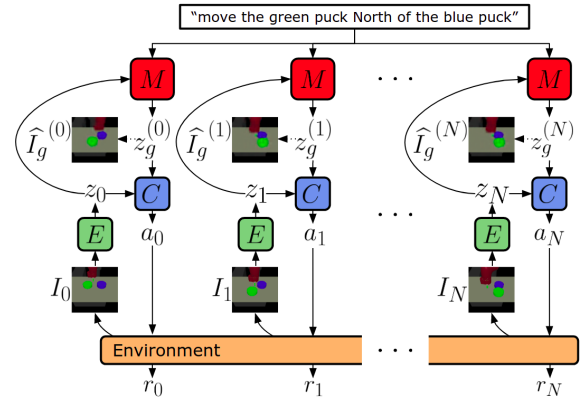 “move the green puck North of the blue puck”
M M · · · M
Î_g^(0) z_g^(0) Î_g^(1) z_g^(1) Î_g^(N) z_g^(N)
z_0 C z_1 C z_N C
· · ·
E a_0 E a_1 E a_N
I_0 I_1 I_N
Environment · · ·
r_0 r_1 r_N